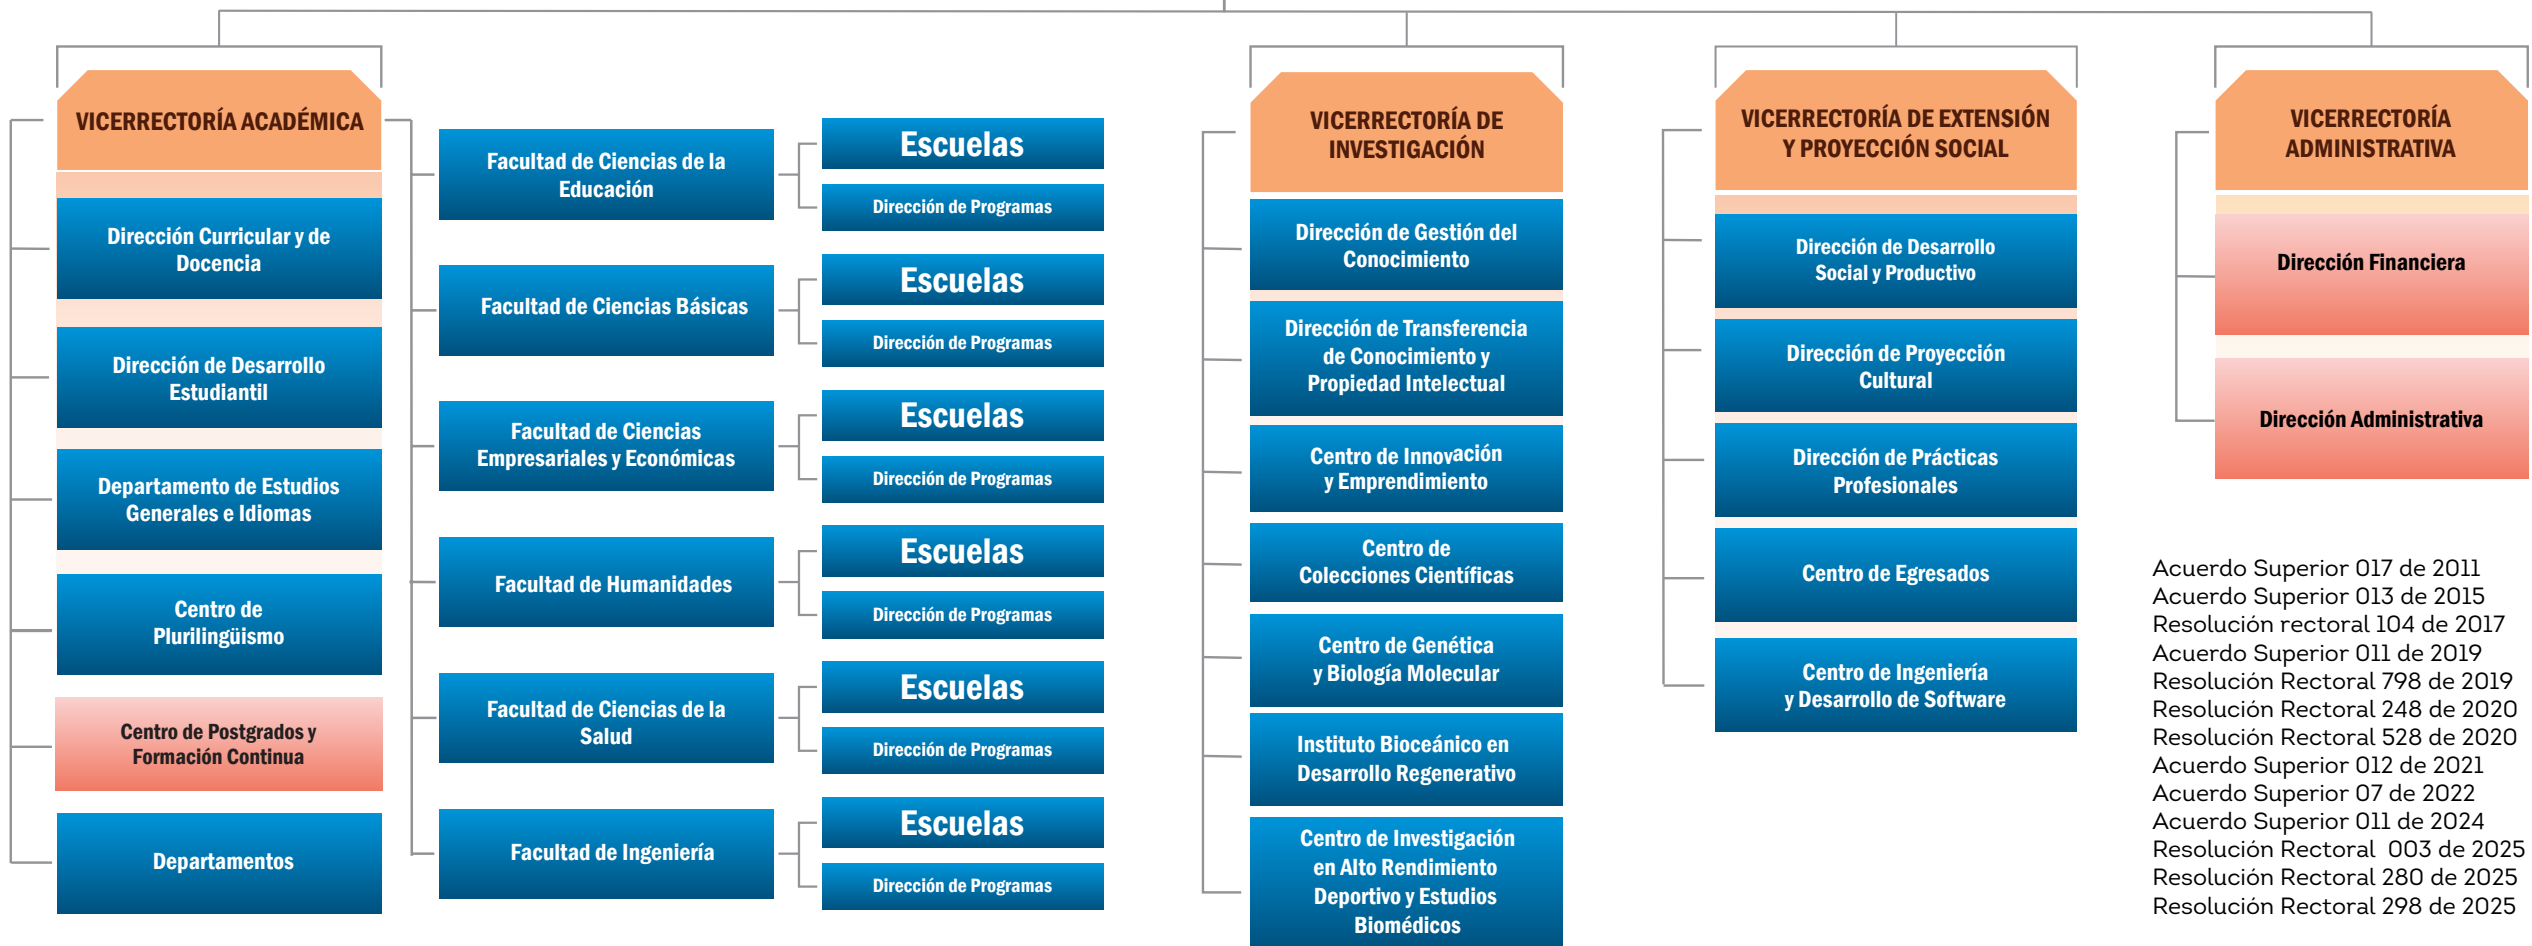 VICERRECTORÍA ACADÉMICA
Dirección Curricular y de
Docencia
Dirección de Desarrollo
Estudiantil
Departamento de Estudios
Generales e Idiomas
Centro de
Plurilingüismo
Centro de Postgrados y
Formación Continua
Departamentos
Facultad de Ciencias de la
Educación
Escuelas
Dirección de Programas
Facultad de Ciencias Básicas
Escuelas
Dirección de Programas
Facultad de Ciencias
Empresariales y Económicas
Escuelas
Dirección de Programas
Facultad de Humanidades
Escuelas
Dirección de Programas
Facultad de Ciencias de la
Salud
Escuelas
Dirección de Programas
Facultad de Ingeniería
Escuelas
Dirección de Programas
VICERRECTORÍA DE
INVESTIGACIÓN
Dirección de Gestión del
Conocimiento
Dirección de Transferencia
de Conocimiento y
Propiedad Intelectual
Centro de Innovación
y Emprendimiento
Centro de
Colecciones Científicas
Centro de Genética
y Biología Molecular
Instituto Bioceánico en
Desarrollo Regenerativo
Centro de Investigación
en Alto Rendimiento
Deportivo y Estudios
Biomédicos
VICERRECTORÍA DE EXTENSIÓN
Y PROYECCIÓN SOCIAL
Dirección de Desarrollo
Social y Productivo
Dirección de Proyección
Cultural
Dirección de Prácticas
Profesionales
Centro de Egresados
Centro de Ingeniería
y Desarrollo de Software
VICERRECTORÍA
ADMINISTRATIVA
Dirección Financiera
Dirección Administrativa
Acuerdo Superior 017 de 2011
Acuerdo Superior 013 de 2015
Resolución rectoral 104 de 2017
Acuerdo Superior 011 de 2019
Resolución Rectoral 798 de 2019
Resolución Rectoral 248 de 2020
Resolución Rectoral 528 de 2020
Acuerdo Superior 012 de 2021
Acuerdo Superior 07 de 2022
Acuerdo Superior 011 de 2024
Resolución Rectoral  003 de 2025
Resolución Rectoral 280 de 2025
Resolución Rectoral 298 de 2025